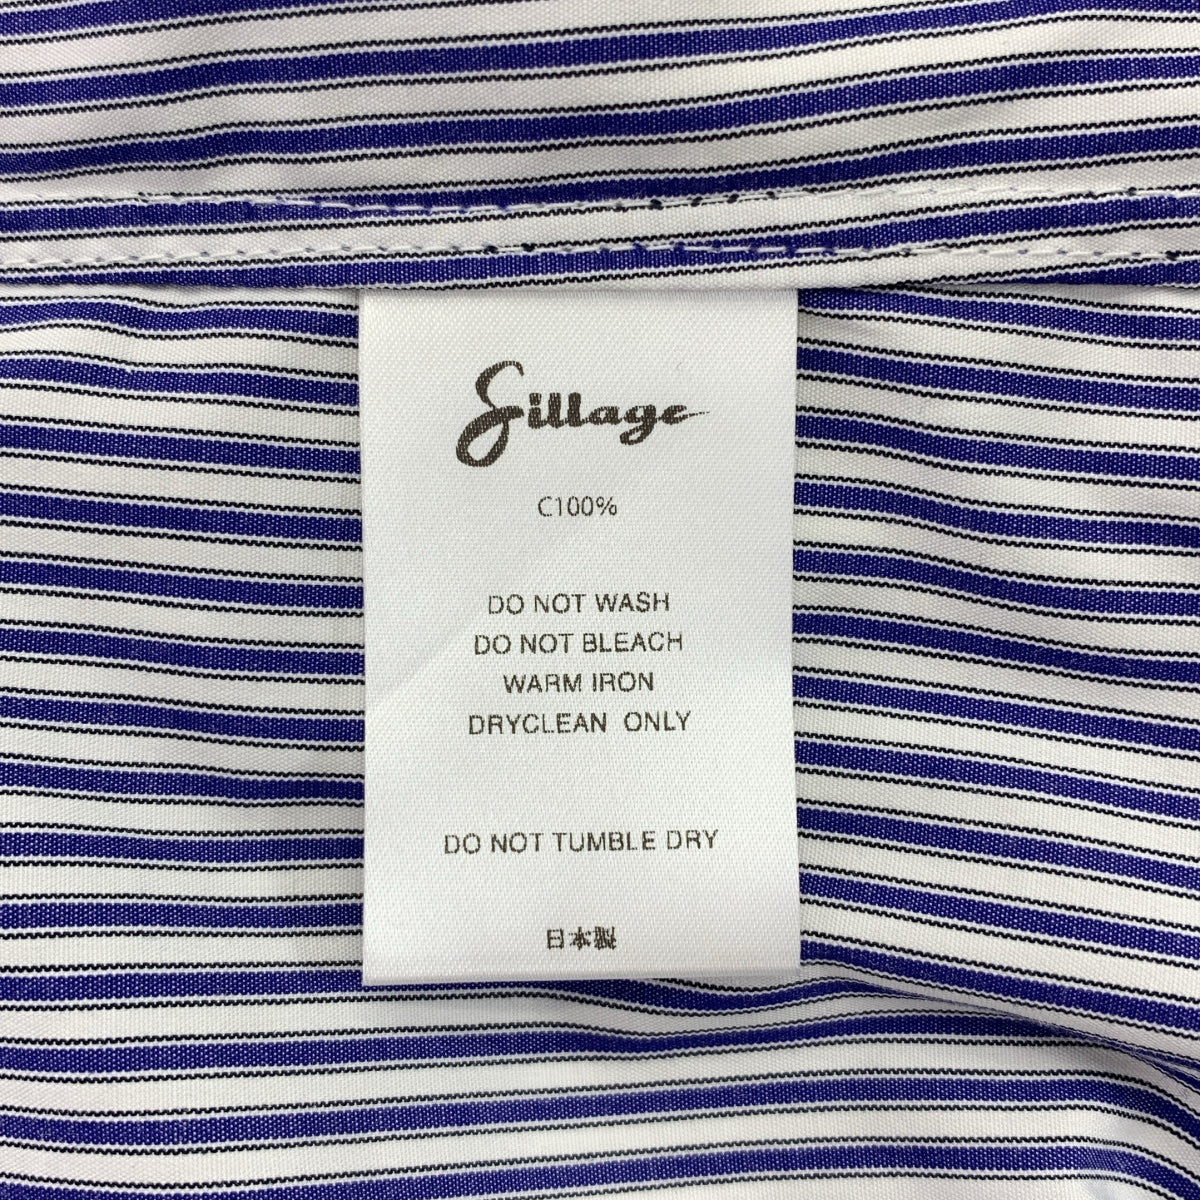 Sillage
C100%
DO NOT WASH
DO NOT BLEACH
WARM IRON
DRYCLEAN ONLY
DO NOT TUMBLE DRY
日本製